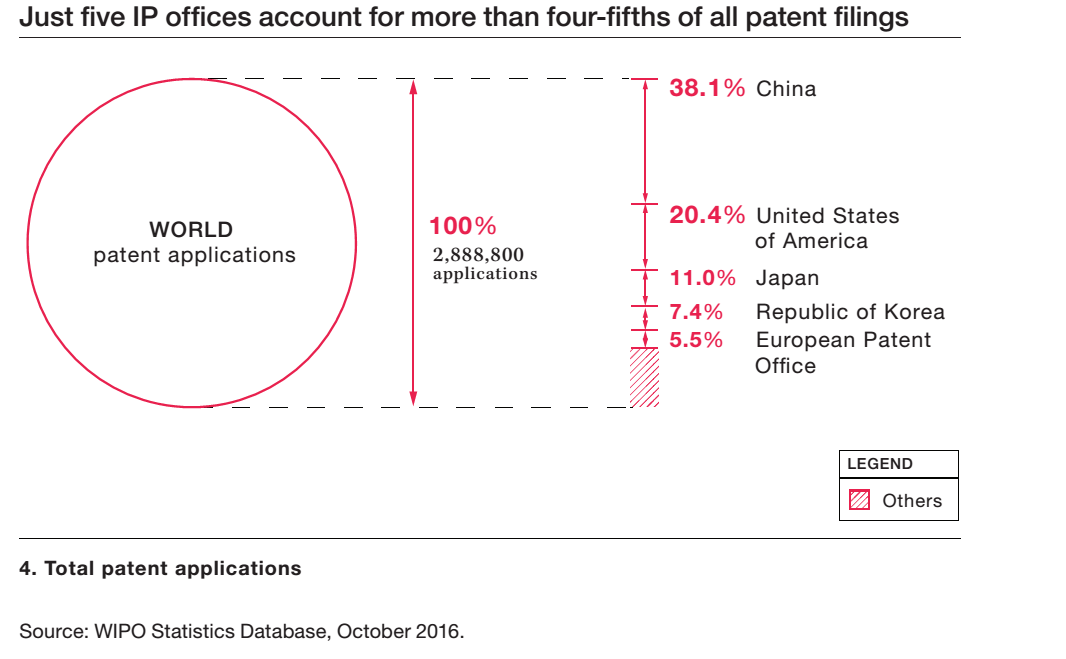 Just five IP offices account for more than four-fifths of all patent filings
WORLD
patent applications
100%
2,888,800
applications
38.1% China
20.4% United States
of America
11.0% Japan
7.4% Republic of Korea
5.5% European Patent
Office
LEGEND
Others
4. Total patent applications
Source: WIPO Statistics Database, October 2016.